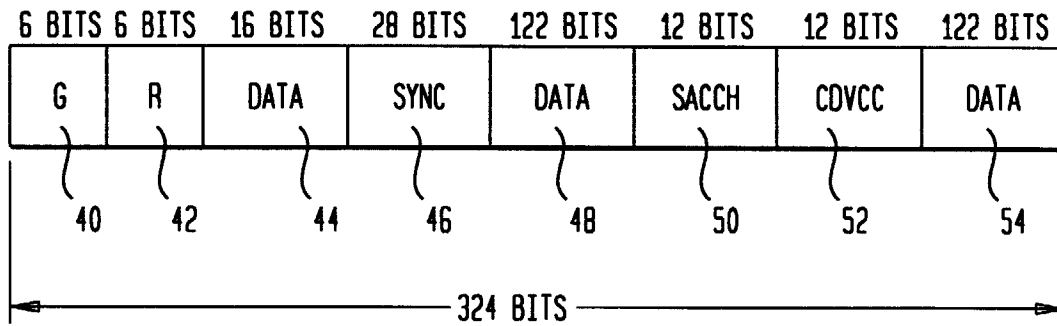 6 BITS 6 BITS 16 BITS 28 BITS 122 BITS 12 BITS 12 BITS 122 BITS
G R DATA SYNC DATA SACCH CDVCC DATA
40 42 44 46 48 50 52 54
324 BITS